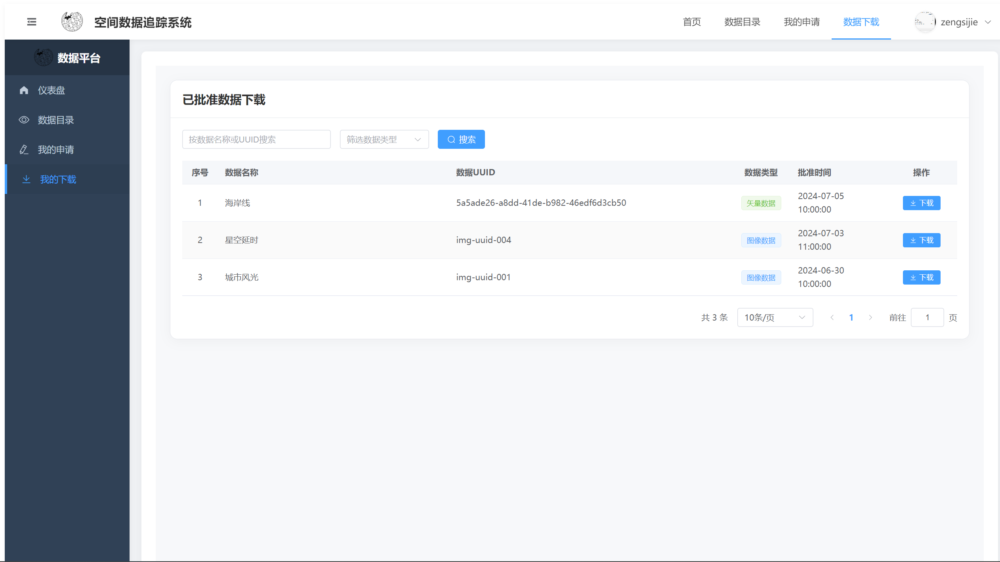 空间数据追踪系统
首页 数据目录 我的申请 数据下载 zengsijie
数据平台
仪表盘
数据目录
我的申请
我的下载
已批准数据下载
按数据名称或UUID搜索 筛选数据类型 搜索
序号 数据名称 数据UUID 数据类型 批准时间 操作
1 海岸线 5a5ade26-a8dd-41de-b982-46edf6d3cb50 矢量数据 2024-07-05 10:00:00 下载
2 星空延时 img-uuid-004 图像数据 2024-07-03 11:00:00 下载
3 城市风光 img-uuid-001 图像数据 2024-06-30 10:00:00 下载
共 3 条 10条/页 1 前往 1 页